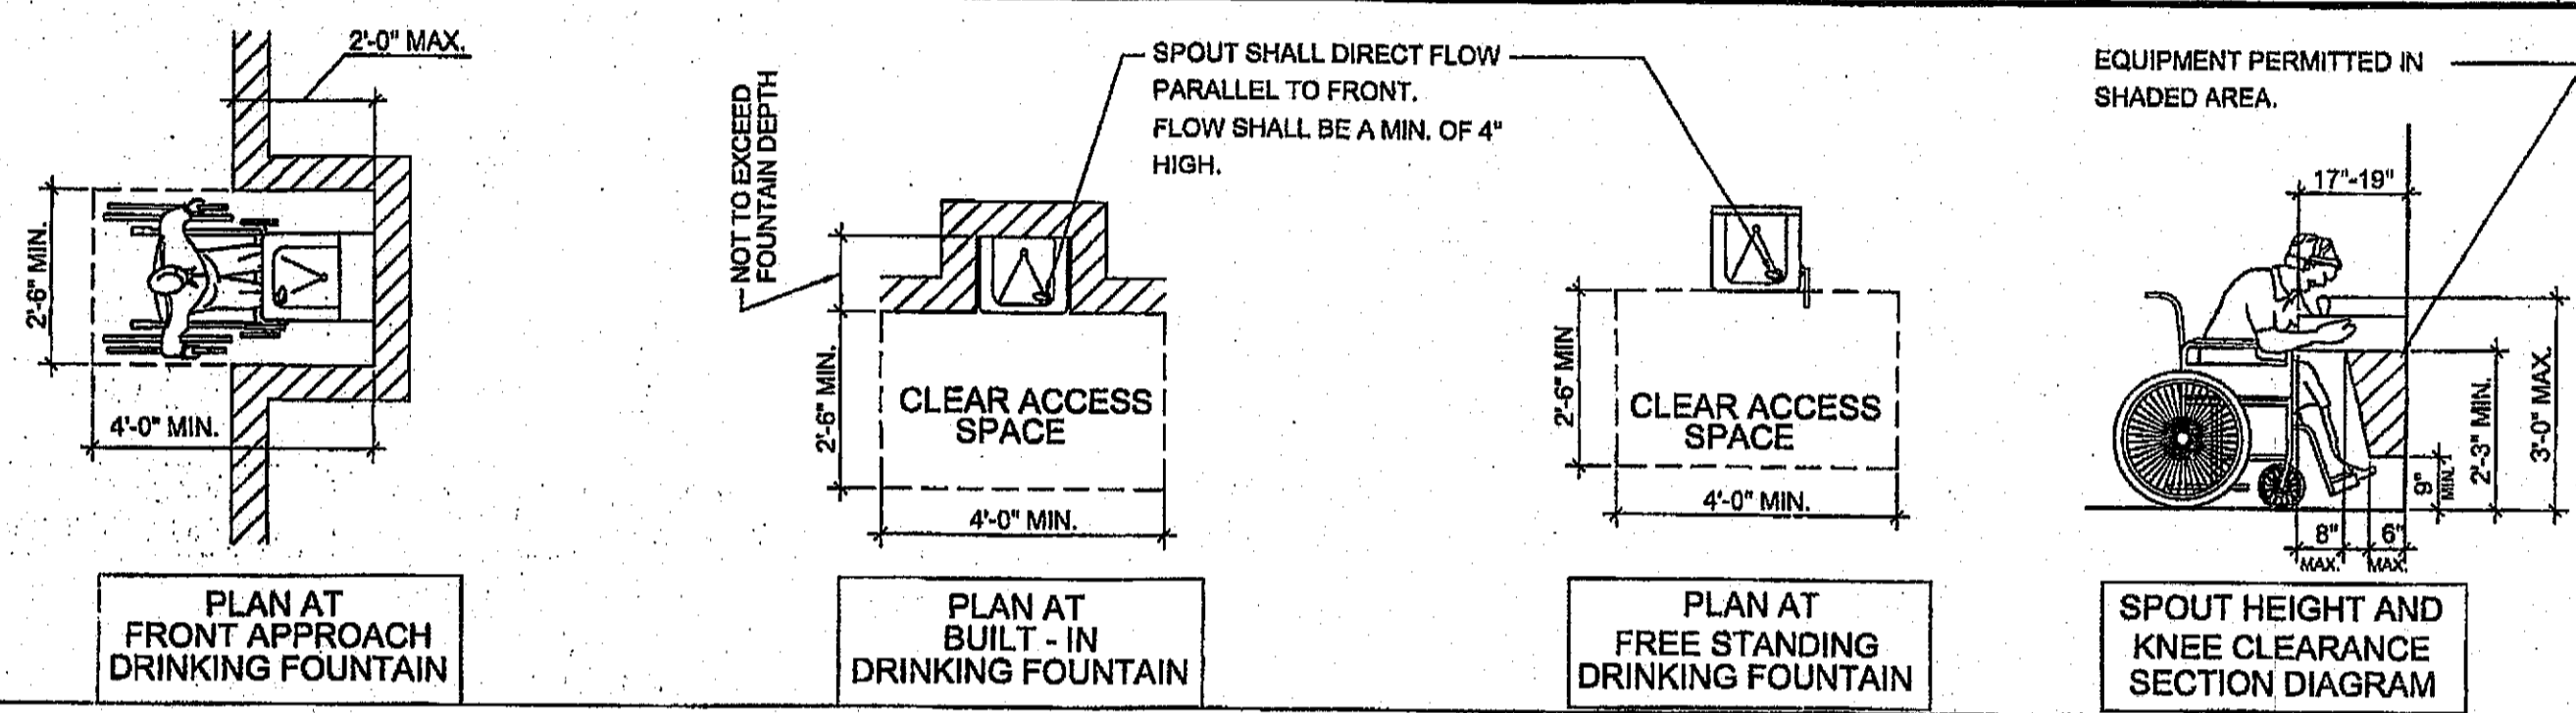 2'-0" MAX.
2'-6" MIN.
4'-0" MIN.
PLAN AT
FRONT APPROACH
DRINKING FOUNTAIN
NOT TO EXCEED
FOUNTAIN DEPTH
SPOUT SHALL DIRECT FLOW
PARALLEL TO FRONT.
FLOW SHALL BE A MIN. OF 4"
HIGH.
2'-6" MIN.
CLEAR ACCESS
SPACE
4'-0" MIN.
PLAN AT
BUILT - IN
DRINKING FOUNTAIN
2'-6" MIN
CLEAR ACCESS
SPACE
4'-0" MIN.
PLAN AT
FREE STANDING
DRINKING FOUNTAIN
EQUIPMENT PERMITTED IN
SHADED AREA.
17"-19"
9"
MIN.
2'-3" MIN.
3'-0" MAX.
8"
MAX.
6"
MAX.
SPOUT HEIGHT AND
KNEE CLEARANCE
SECTION DIAGRAM